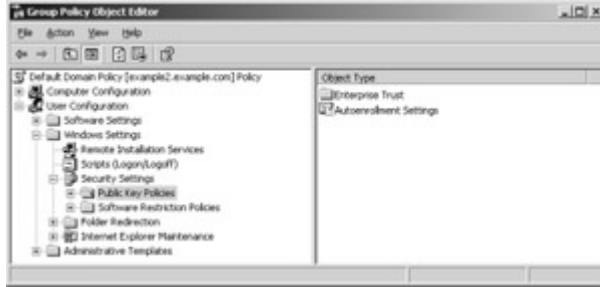 Group Policy Object Editor
File Action View Help
Default Domain Policy [example2.example.com] Policy
Computer Configuration
User Configuration
Software Settings
Windows Settings
Remote Installation Services
Scripts (Logon/Logoff)
Security Settings
Public Key Policies
Software Restriction Policies
Folder Redirection
Internet Explorer Maintenance
Administrative Templates
Object Type
Enterprise Trust
Autoenrollment Settings